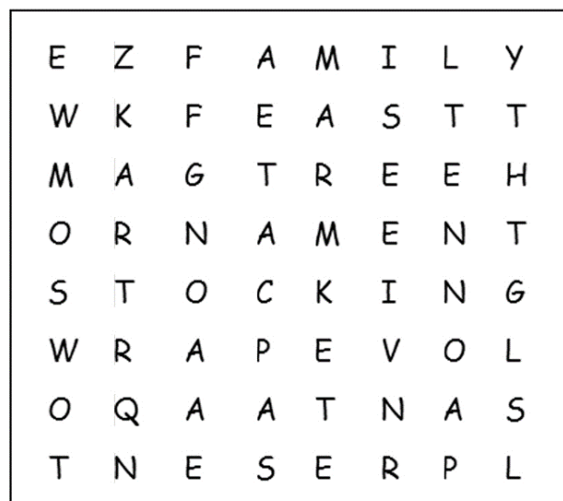 E Z F A M I L Y
W K F E A S T T
M A G T R E E H
O R N A M E N T
S T O C K I N G
W R A P E V O L
O Q A A T N A S
T N E S E R P L